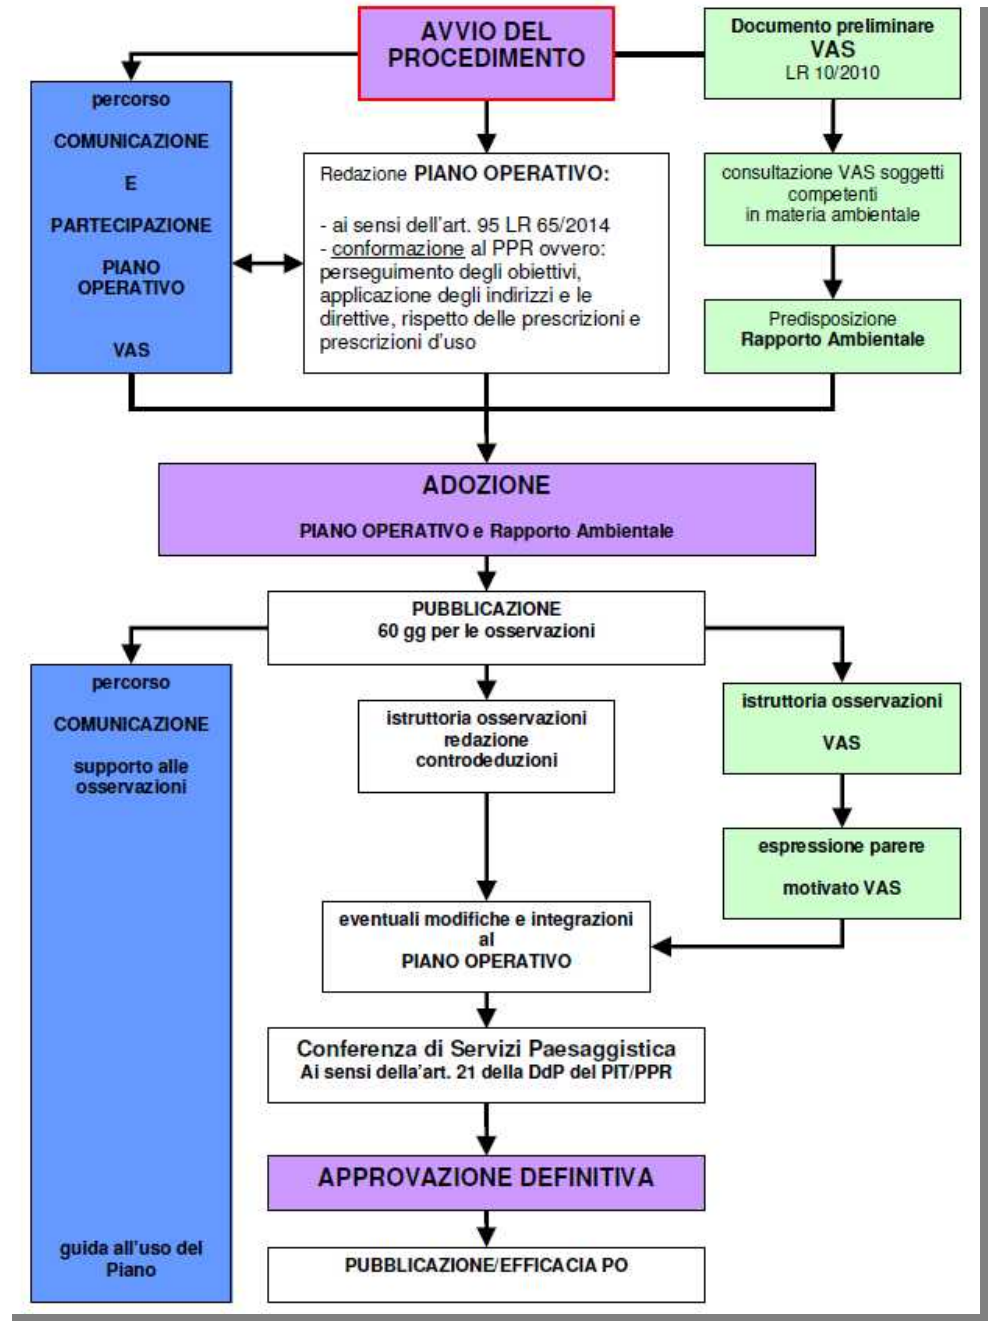 AVVIO DEL
PROCEDIMENTO
Documento preliminare
VAS
LR 10/2010
percorso
COMUNICAZIONE
E
PARTECIPAZIONE
PIANO
OPERATIVO
VAS
Redazione PIANO OPERATIVO:
- ai sensi dell'art. 95 LR 65/2014
- conformazione al PPR ovvero:
perseguimento degli obiettivi,
applicazione degli indirizzi e le
direttive, rispetto delle prescrizioni e
prescrizioni d'uso
consultazione VAS soggetti
competenti
in materia ambientale
Predisposizione
Rapporto Ambientale
ADOZIONE
PIANO OPERATIVO e Rapporto Ambientale
PUBBLICAZIONE
60 gg per le osservazioni
percorso
COMUNICAZIONE
supporto alle
osservazioni
guida all'uso del
Piano
istruttoria osservazioni
redazione
controdeduzioni
istruttoria osservazioni
VAS
espressione parere
motivato VAS
eventuali modifiche e integrazioni
al
PIANO OPERATIVO
Conferenza di Servizi Paesaggistica
Ai sensi della'art. 21 della DdP del PIT/PPR
APPROVAZIONE DEFINITIVA
PUBBLICAZIONE/EFFICACIA PO